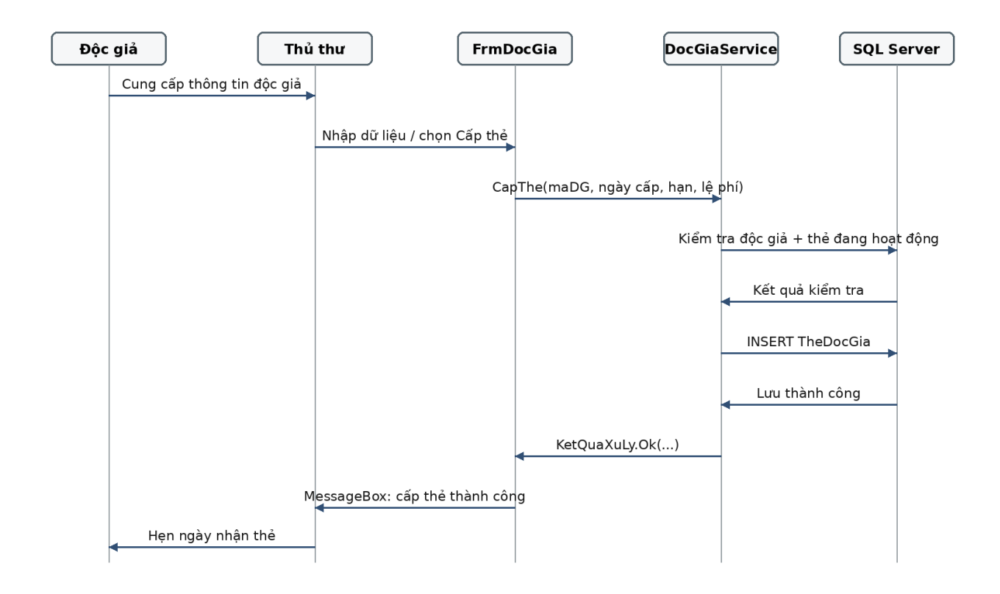 Độc giả
Thủ thư
FrmDocGia
DocGiaService
SQL Server
Cung cấp thông tin độc giả
Nhập dữ liệu / chọn Cấp thẻ
CapThe(maDG, ngày cấp, hạn, lệ phí)
Kiểm tra độc giả + thẻ đang hoạt động
Kết quả kiểm tra
INSERT TheDocGia
Lưu thành công
KetQuaXuLy.Ok(...)
MessageBox: cấp thẻ thành công
Hẹn ngày nhận thẻ